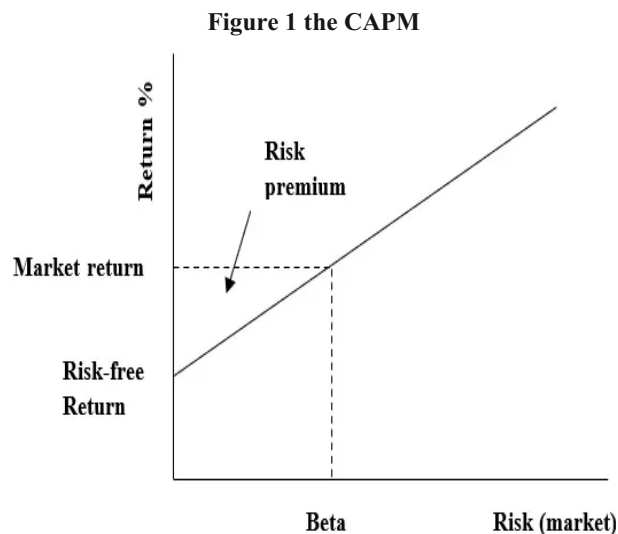 Figure 1 the CAPM
Return %
Risk
premium
Market return
Risk-free
Return
Beta
Risk (market)